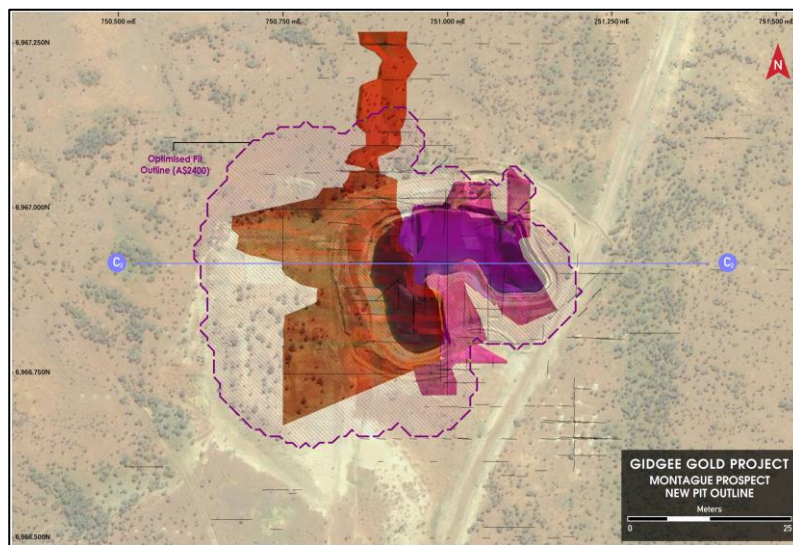 750.500 mE 750.750 mE 751.000 mE 751.250 mE 751.500 mE
6.967.250N
N
Optimised Pit
Outline (A$2400)
6.967.000N
C₂ C₂
6.966.750N
GIDGEE GOLD PROJECT
MONTAGUE PROSPECT
NEW PIT OUTLINE
Meters
0 25
6.966.500N